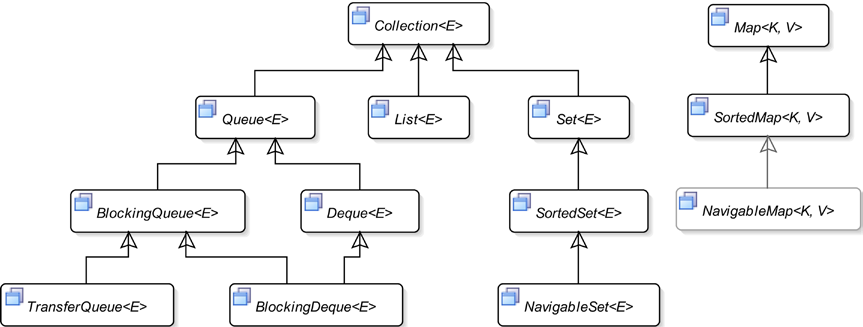 Collection<E>
Map<K, V>
Queue<E>
List<E>
Set<E>
SortedMap<K, V>
BlockingQueue<E>
Deque<E>
SortedSet<E>
NavigableMap<K, V>
TransferQueue<E>
BlockingDeque<E>
NavigableSet<E>